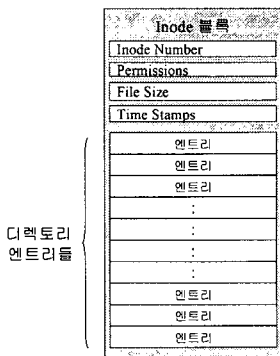 Inode 블록
Inode Number
Permissions
File Size
Time Stamps
엔트리
엔트리
엔트리
:
:
:
:
엔트리
엔트리
엔트리
디렉토리
엔트리들